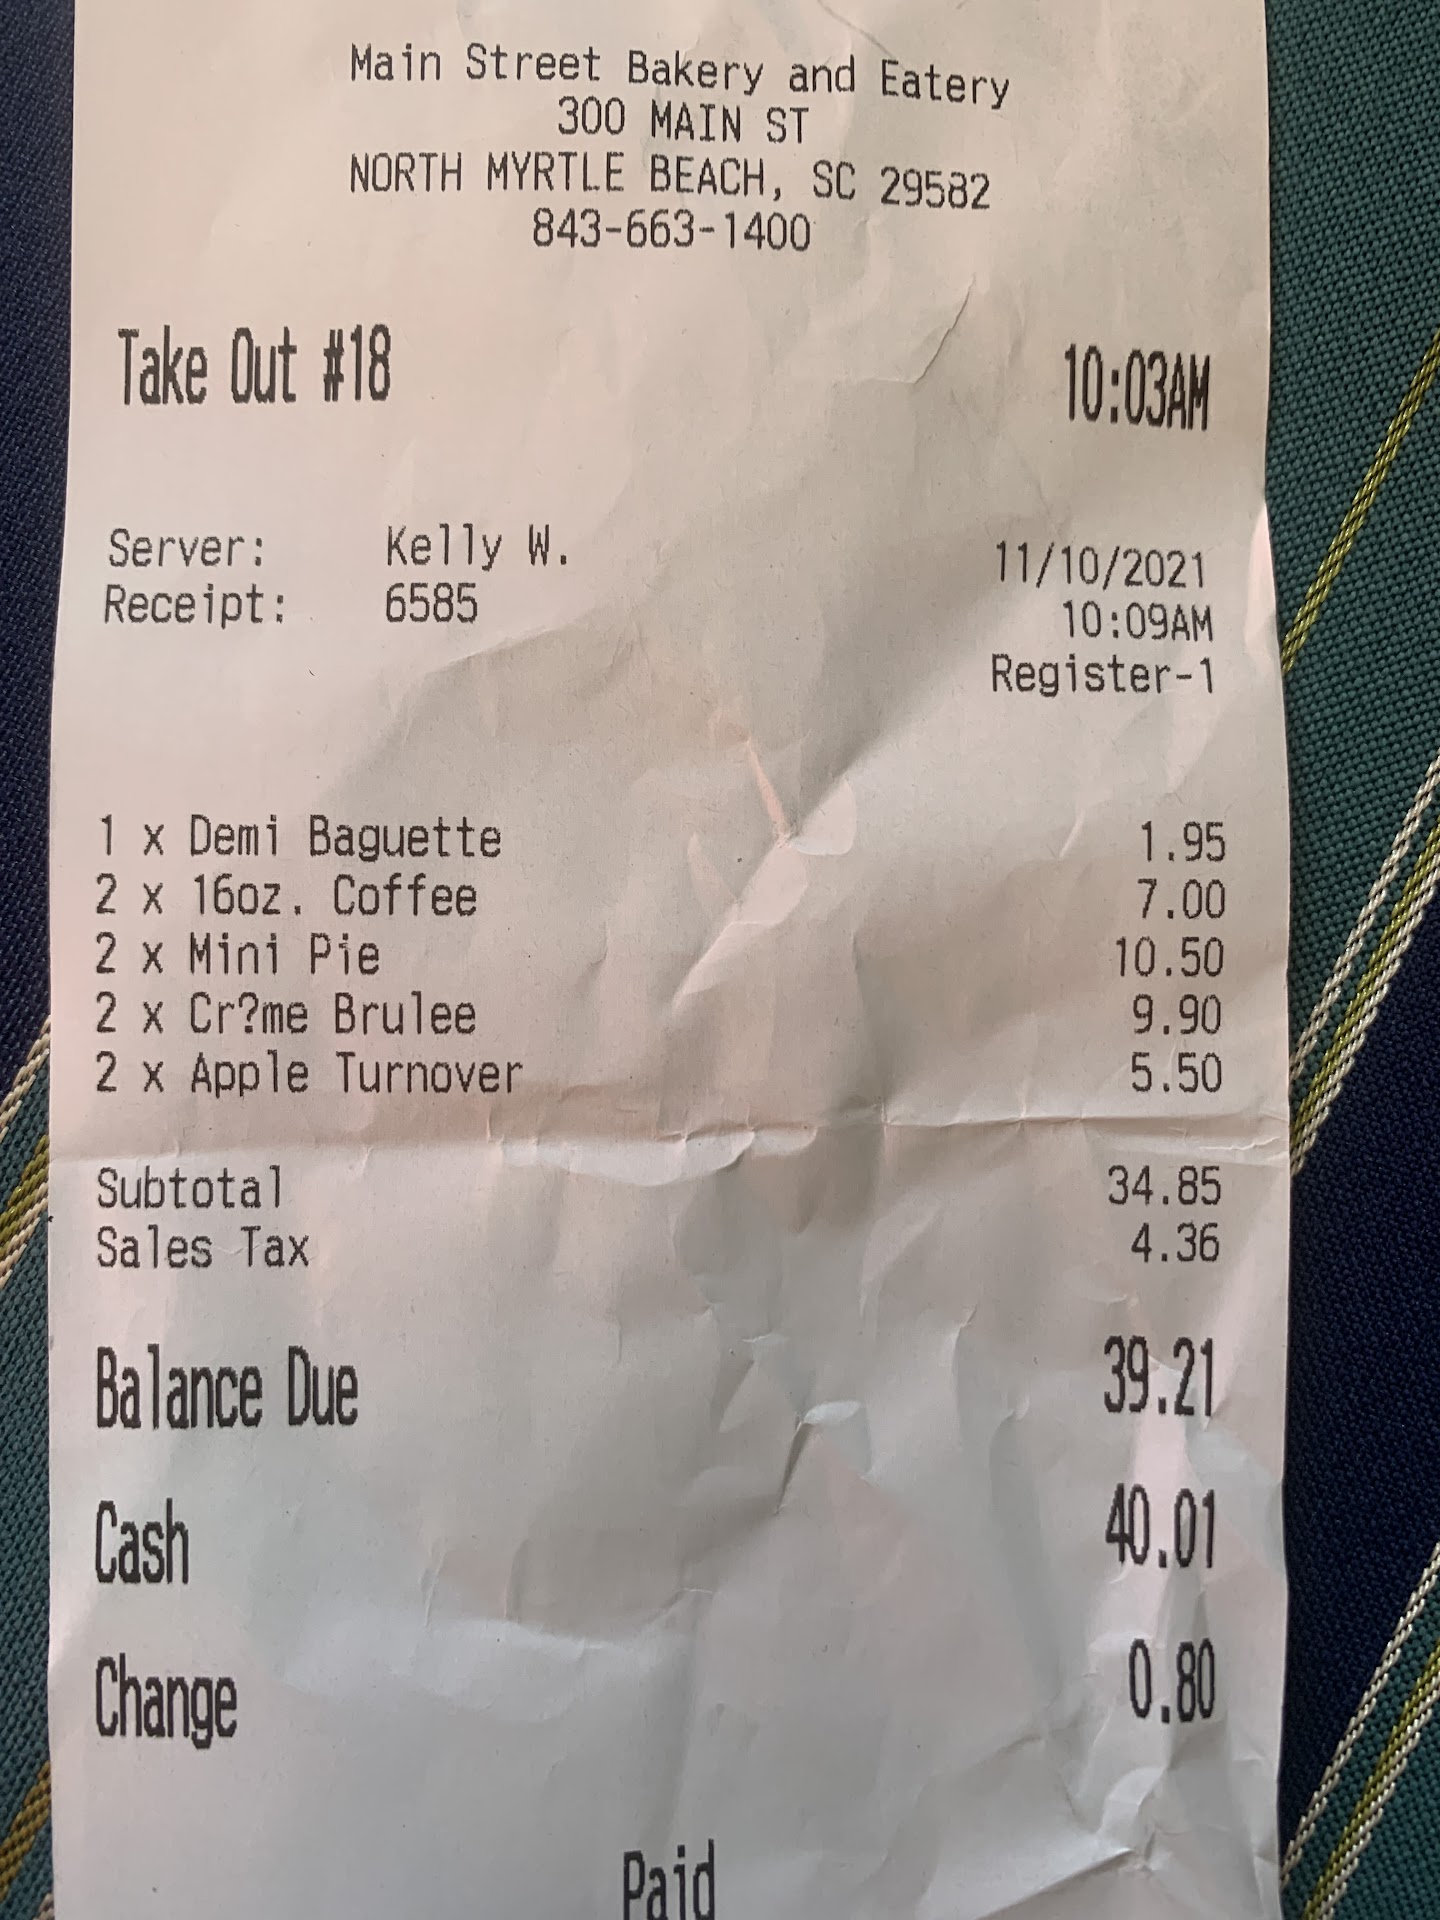 Main Street Bakery and Eatery
300 MAIN ST
NORTH MYRTLE BEACH, SC 29582
843-663-1400
Take Out #18 10:03AM
Server: Kelly W. 11/10/2021
Receipt: 6585 10:09AM
Register-1
1 x Demi Baguette 1.95
2 x 16oz. Coffee 7.00
2 x Mini Pie 10.50
2 x Cr?me Brulee 9.90
2 x Apple Turnover 5.50
Subtotal 34.85
Sales Tax 4.36
Balance Due 39.21
Cash 40.01
Change 0.80
Paid